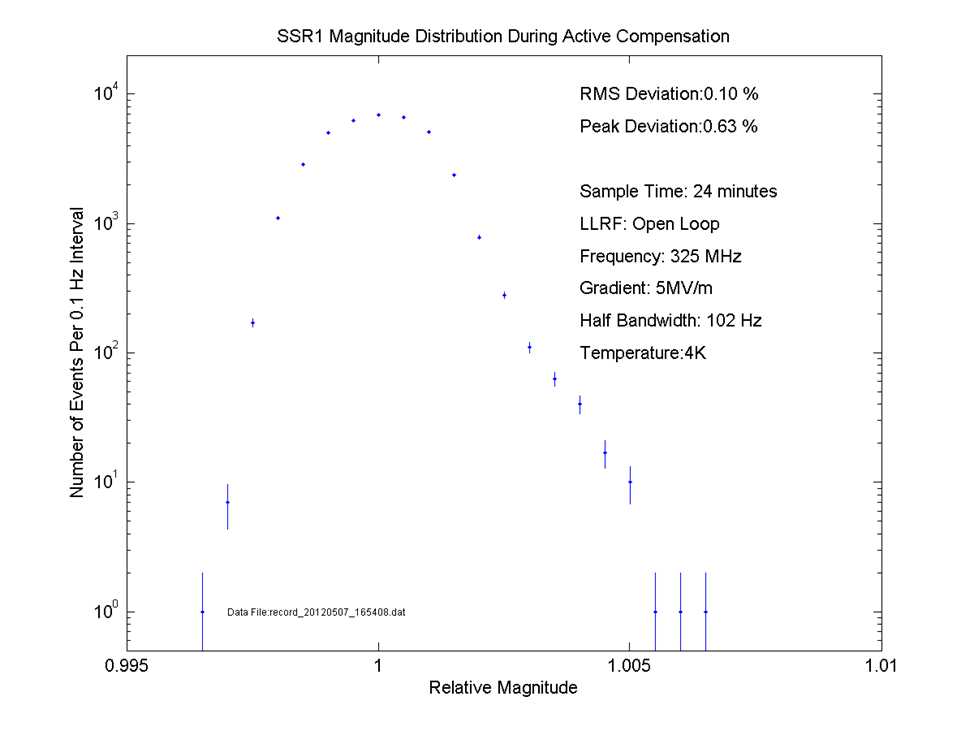 SSR1 Magnitude Distribution During Active Compensation
RMS Deviation:0.10 %
Peak Deviation:0.63 %
Sample Time: 24 minutes
LLRF: Open Loop
Frequency: 325 MHz
Gradient: 5MV/m
Half Bandwidth: 102 Hz
Temperature:4K
Number of Events Per 0.1 Hz Interval
10^4
10^3
10^2
10^1
10^0
Data File:record_20120507_165408.dat
0.995 1 1.005 1.01
Relative Magnitude